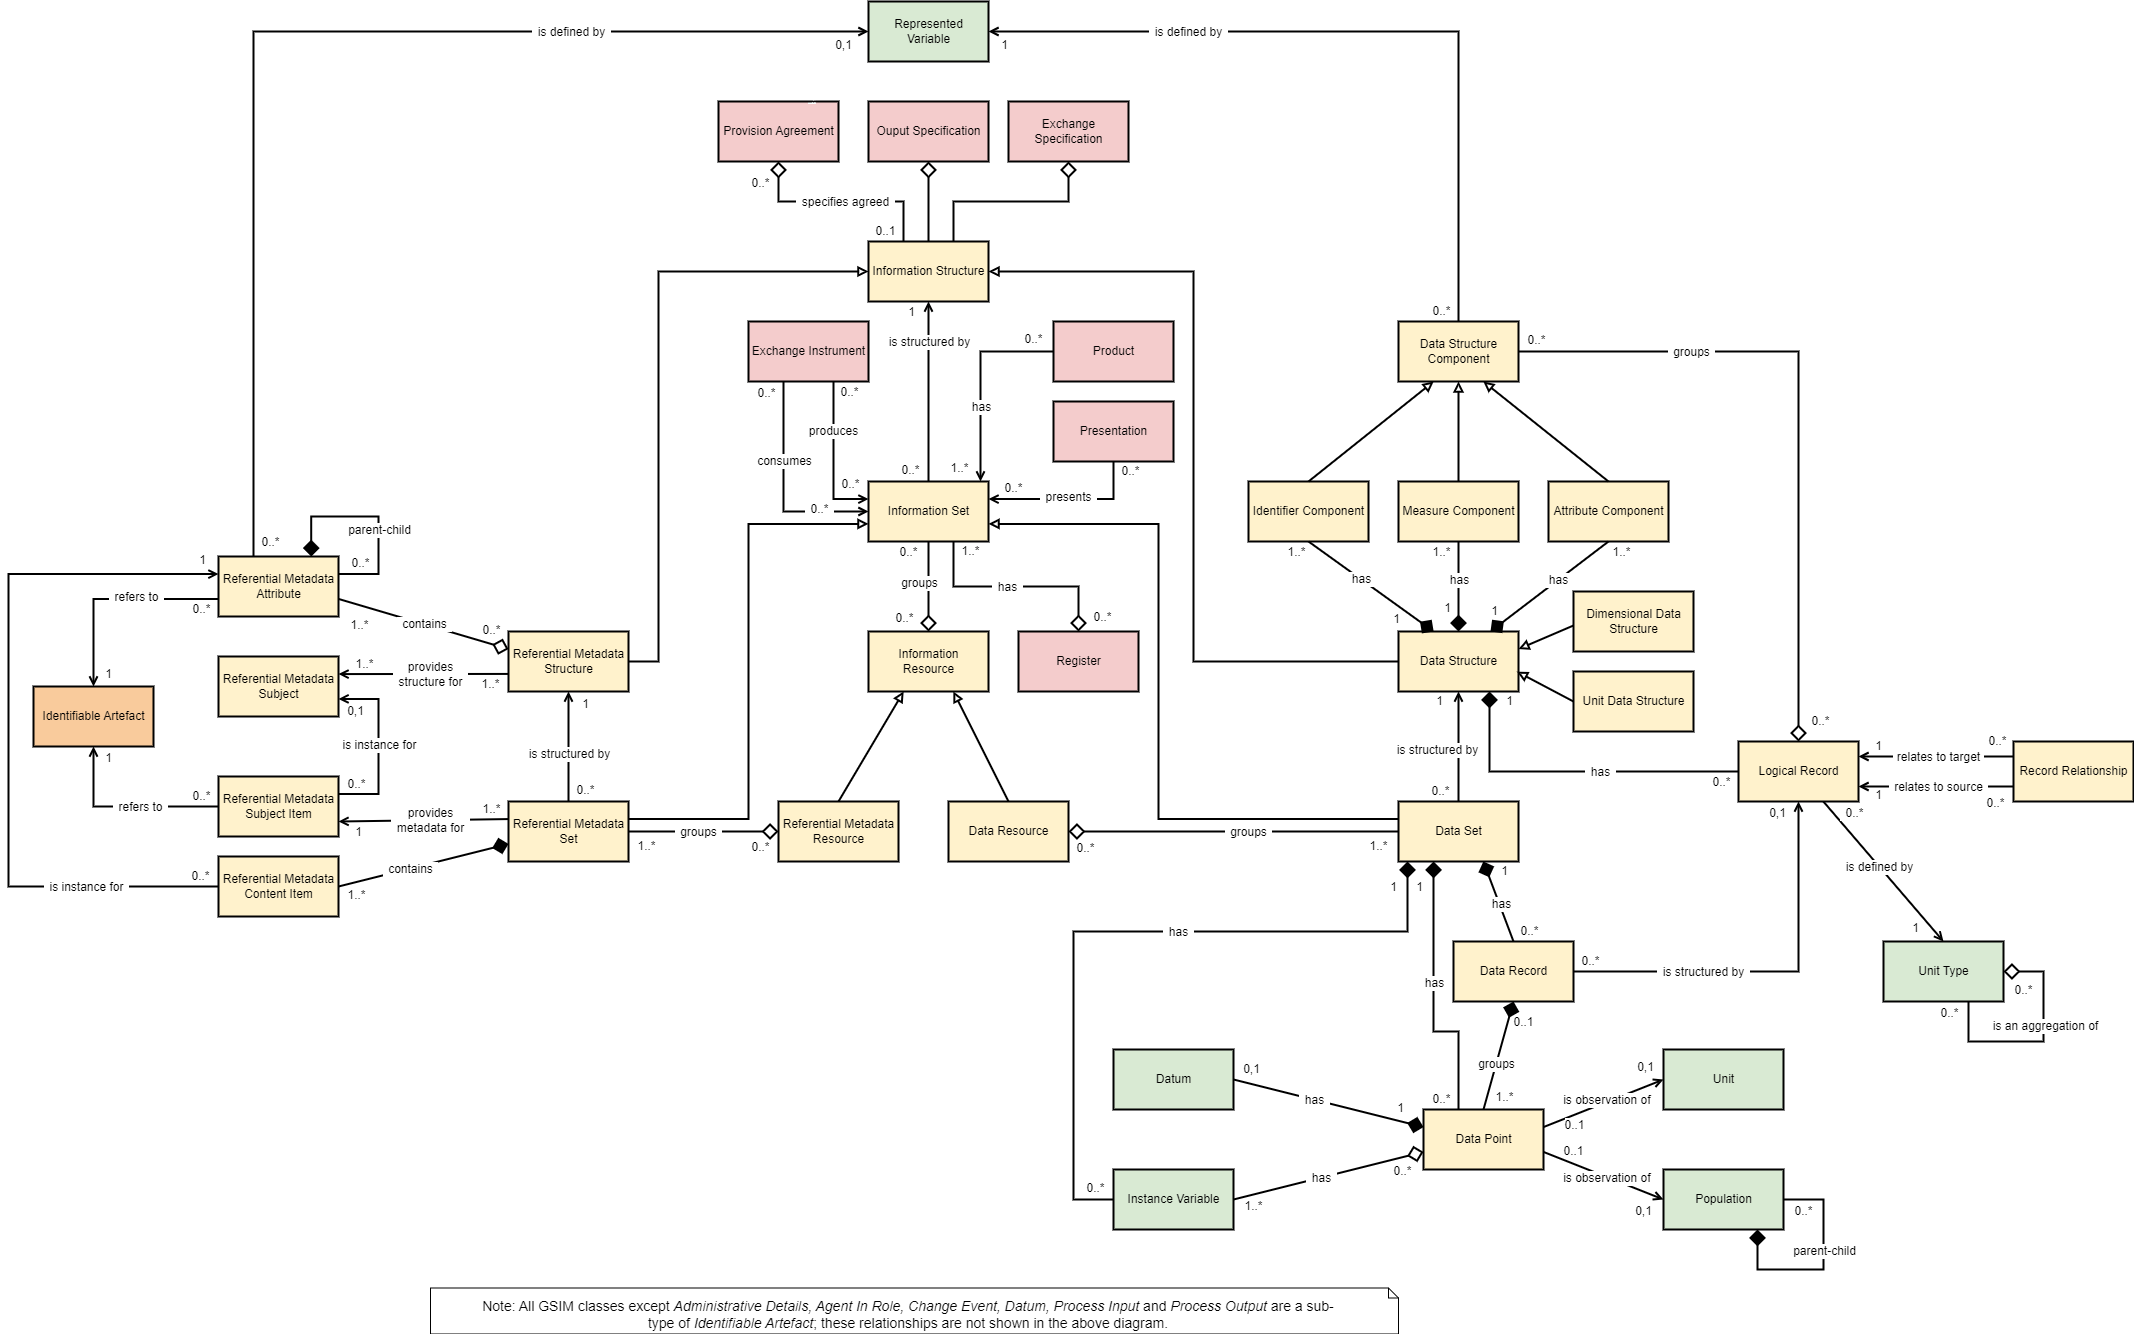 Represented
Variable
is defined by
0,1
1
is defined by
Provision Agreement
Ouput Specification
Exchange
Specification
0..*
specifies agreed
0..1
Information Structure
1
is structured by
Exchange Instrument
0..*
0..*
produces
consumes
0..*
0..*
0..*
Product
has
1..*
0..*
Presentation
0..*
presents
0..*
Information Set
0..*
Data Structure
Component
0..*
groups
Identifier Component
Measure Component
Attribute Component
1..*
1..*
1..*
has
has
has
1
1
1
Dimensional Data
Structure
Data Structure
Unit Data Structure
1
1
0..*
parent-child
0..*
1
Referential Metadata
Attribute
0..*
refers to
1..*
contains
0..*
0..*
1..*
groups
has
0..*
0..*
Information
Resource
Register
Referential Metadata
Structure
1..*
provides
structure for
1..*
Referential Metadata
Subject
0,1
1
Identifiable Artefact
1
is instance for
0..*
refers to
0..*
Referential Metadata
Subject Item
1
is structured by
0..*
1..*
provides
metadata for
1
Referential Metadata
Set
contains
1..*
0..*
is instance for
Referential Metadata
Content Item
1..*
groups
0..*
Referential Metadata
Resource
Data Resource
0..*
groups
1..*
is structured by
0..*
Data Set
has
0..*
0..*
Logical Record
1
relates to target
0..*
1
relates to source
0..*
Record Relationship
0,1
0..*
is defined by
1
Unit Type
0..*
0..*
is an aggregation of
1
1
1
has
has
has
0..*
Data Record
0..*
is structured by
0..1
groups
1..*
0..*
Datum
0,1
has
1
Data Point
0..*
has
1..*
0..*
Instance Variable
0,1
is observation of
0..1
Unit
0..1
is observation of
0,1
Population
0..*
parent-child
Note: All GSIM classes except Administrative Details, Agent In Role, Change Event, Datum, Process Input and Process Output are a sub-
type of Identifiable Artefact; these relationships are not shown in the above diagram.